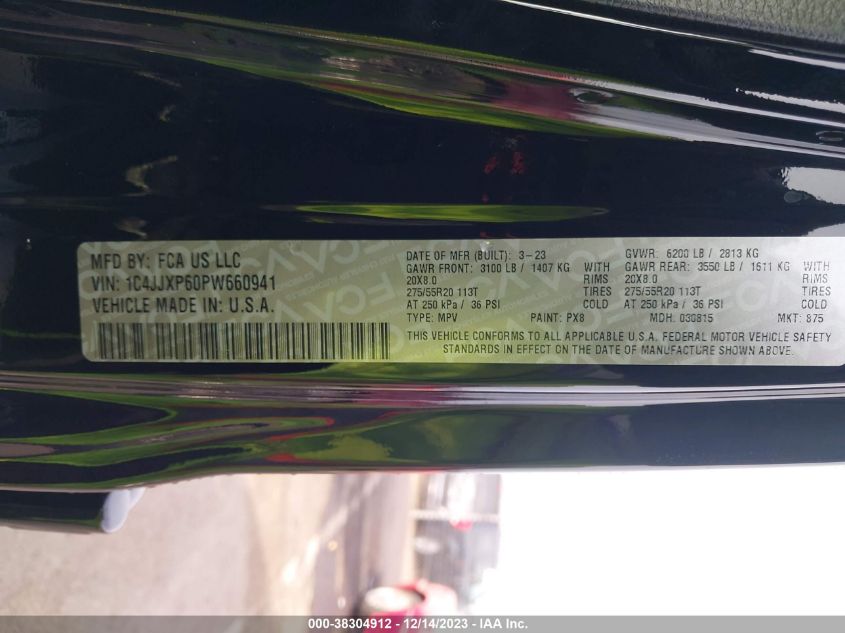 MFD BY: FCA US LLC
VIN: 1C4JJXP60PW660941
VEHICLE MADE IN: U.S.A.
DATE OF MFR (BUILT): 3-23 GVWR: 6200 LB / 2813 KG
GAWR FRONT: 3100 LB / 1407 KG WITH GAWR REAR: 3550 LB / 1611 KG WITH
20X8.0 RIMS 20X8.0 RIMS
275/55R20 113T TIRES 275/55R20 113T TIRES
AT 250 kPa / 36 PSI COLD AT 250 kPa / 36 PSI COLD
TYPE: MPV PAINT: PX8 MDH: 030815 MKT: 875
THIS VEHICLE CONFORMS TO ALL APPLICABLE U.S.A. FEDERAL MOTOR VEHICLE SAFETY
STANDARDS IN EFFECT ON THE DATE OF MANUFACTURE SHOWN ABOVE.
000-38304912 - 12/14/2023 - IAA Inc.